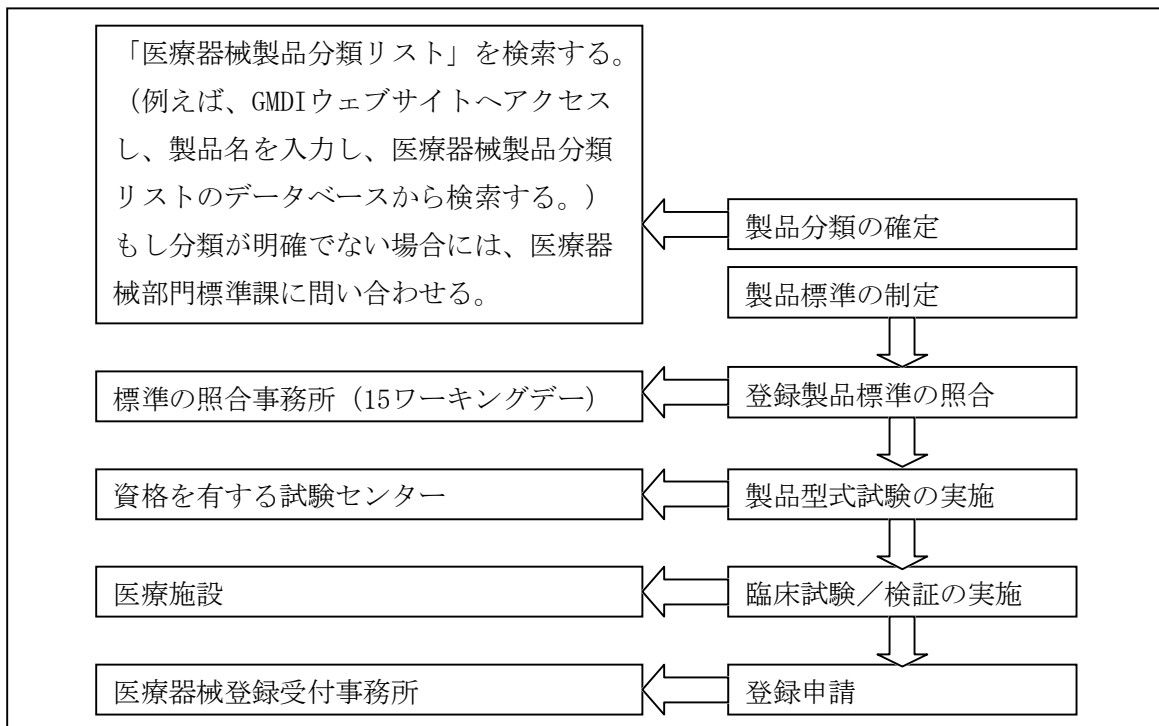 「医療器械製品分類リスト」を検索する。
（例えば、GMDIウェブサイトへアクセス
し、製品名を入力し、医療器械製品分類
リストのデータベースから検索する。）
もし分類が明確でない場合には、医療器
械部門標準課に問い合わせる。
製品分類の確定
製品標準の制定
標準の照合事務所（15ワーキングデー）
登録製品標準の照合
資格を有する試験センター
製品型式試験の実施
医療施設
臨床試験／検証の実施
医療器械登録受付事務所
登録申請